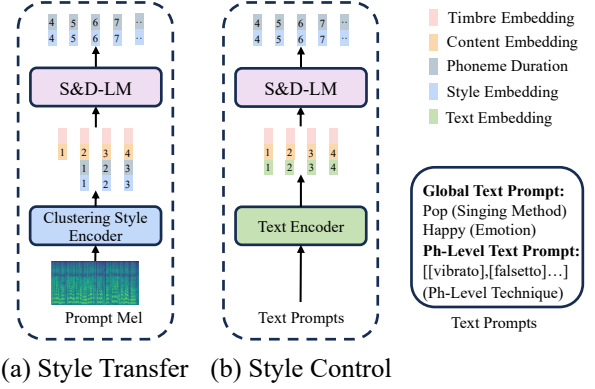 4 5 6 7 ..
4 5 6 7 ..
S&D-LM
1 2 3 4
1 2 3
1 2 3
Clustering Style
Encoder
Prompt Mel
(a) Style Transfer
4 5 6 7 ..
4 5 6 7 ..
S&D-LM
1 2 3 4
1 2 3 4
Text Encoder
Text Prompts
(b) Style Control
Timbre Embedding
Content Embedding
Phoneme Duration
Style Embedding
Text Embedding
Global Text Prompt:
Pop (Singing Method)
Happy (Emotion)
Ph-Level Text Prompt:
[[vibrato],[falsetto]…]
(Ph-Level Technique)
Text Prompts